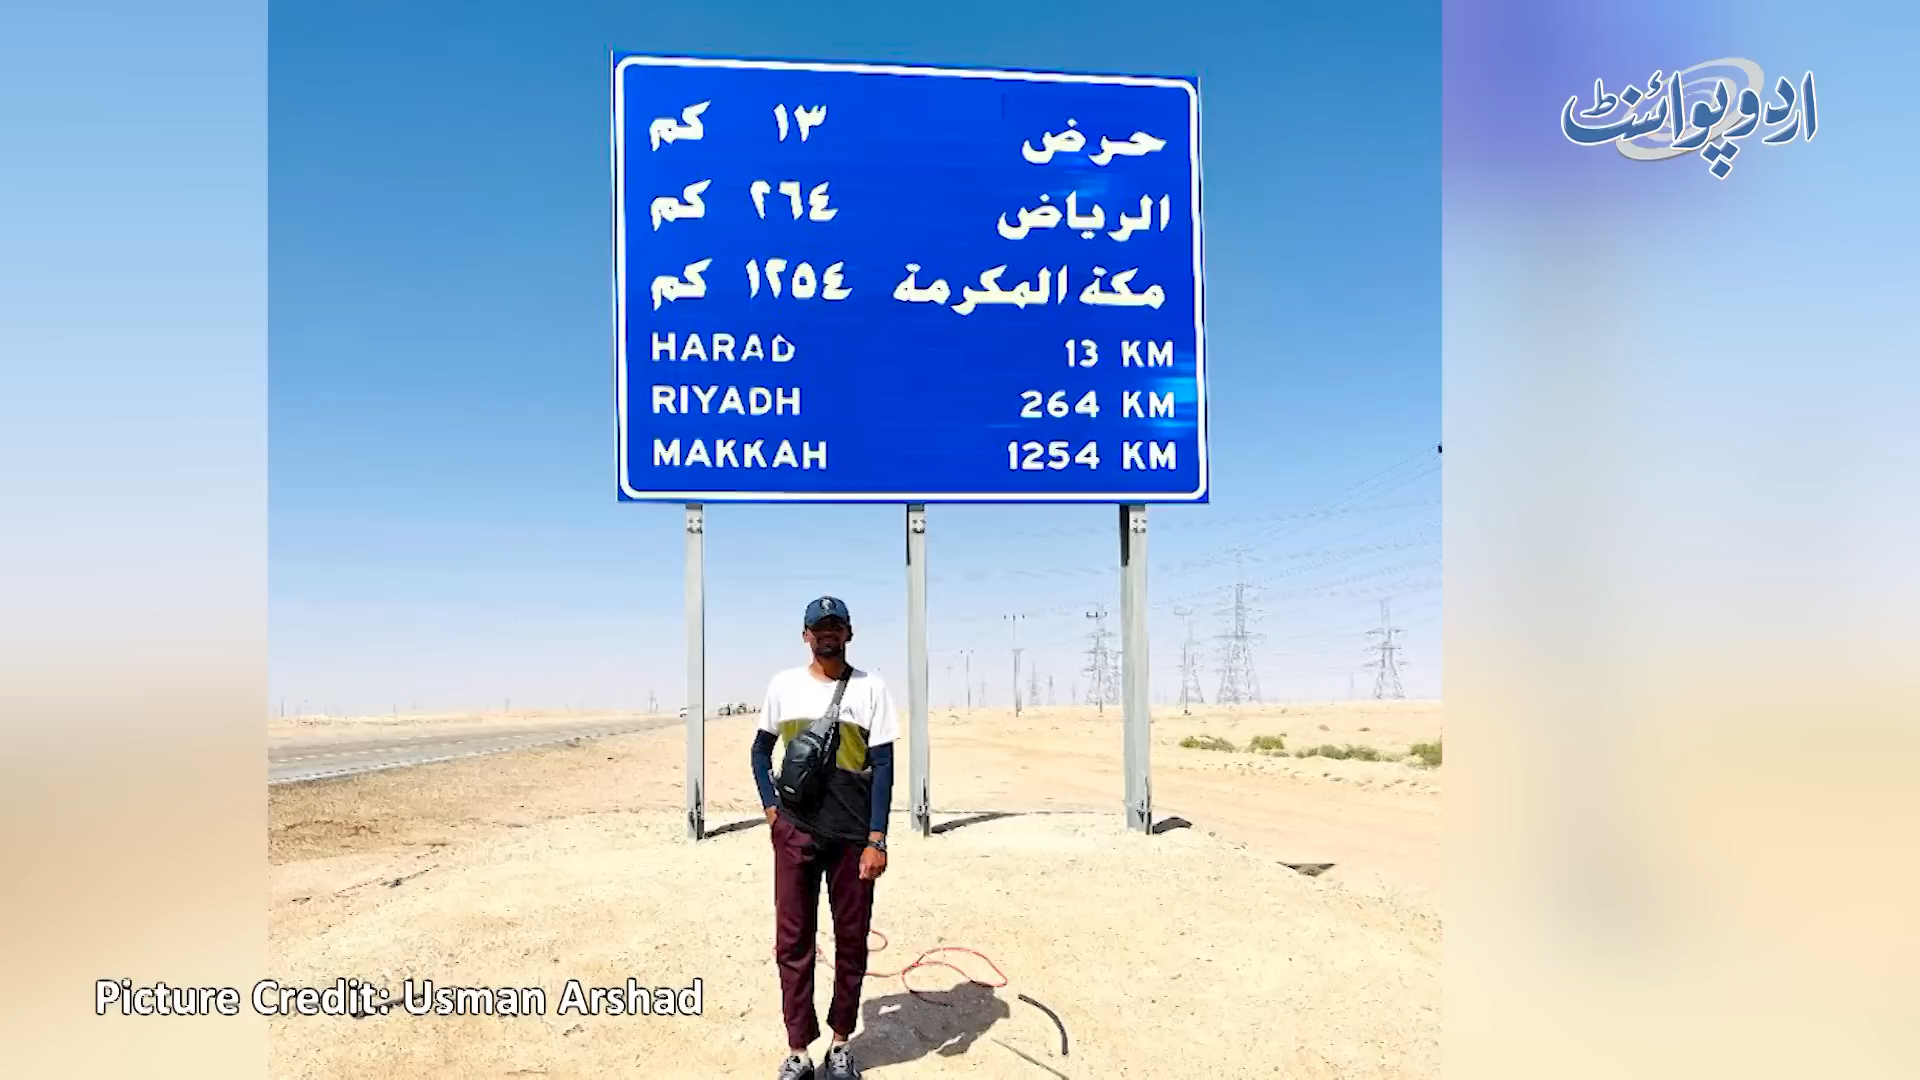 اردوپوائنٹ
حرض ١٣ كم
الرياض ٢٦٤ كم
مكة المكرمة ١٢٥٤ كم
HARAD 13 KM
RIYADH 264 KM
MAKKAH 1254 KM
Picture Credit: Usman Arshad